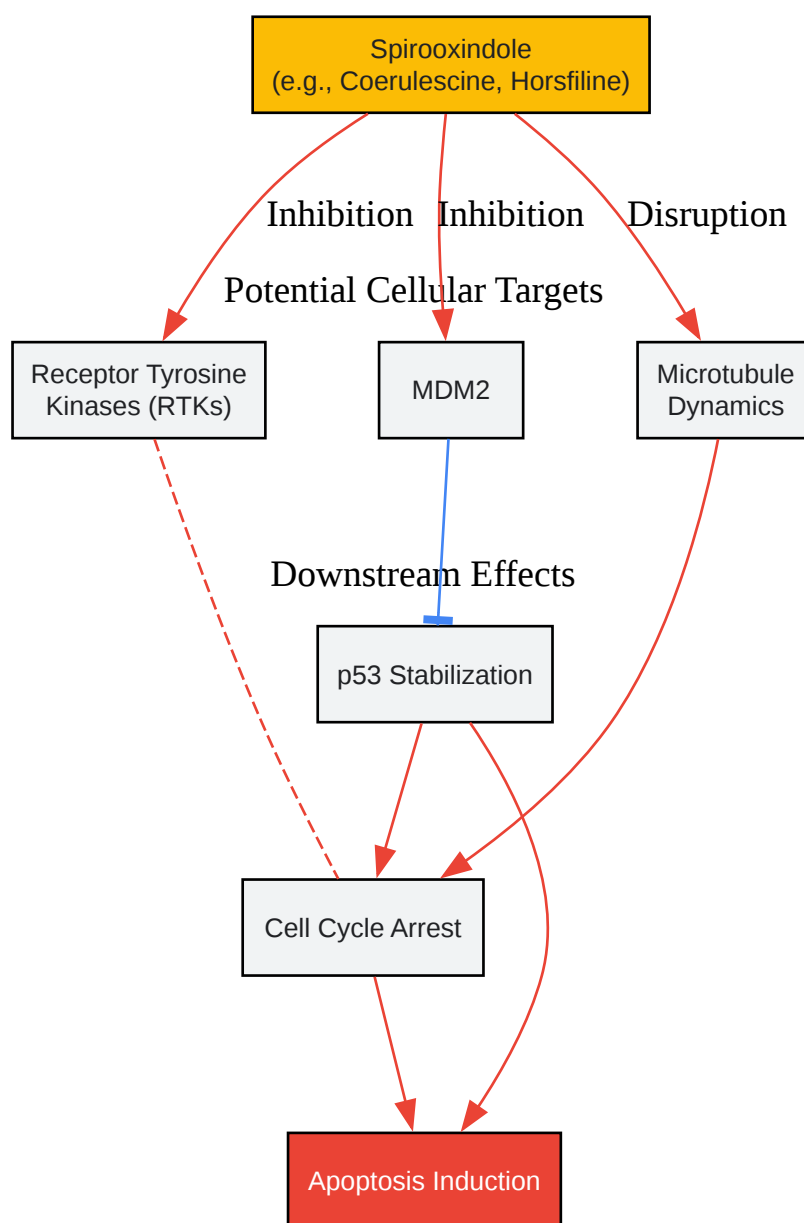 Spirooxindole
(e.g., Coerulescine, Horsfiline)
Inhibition
Inhibition
Disruption
Potential Cellular Targets
Receptor Tyrosine
Kinases (RTKs)
MDM2
Microtubule
Dynamics
Downstream Effects
p53 Stabilization
Cell Cycle Arrest
Apoptosis Induction